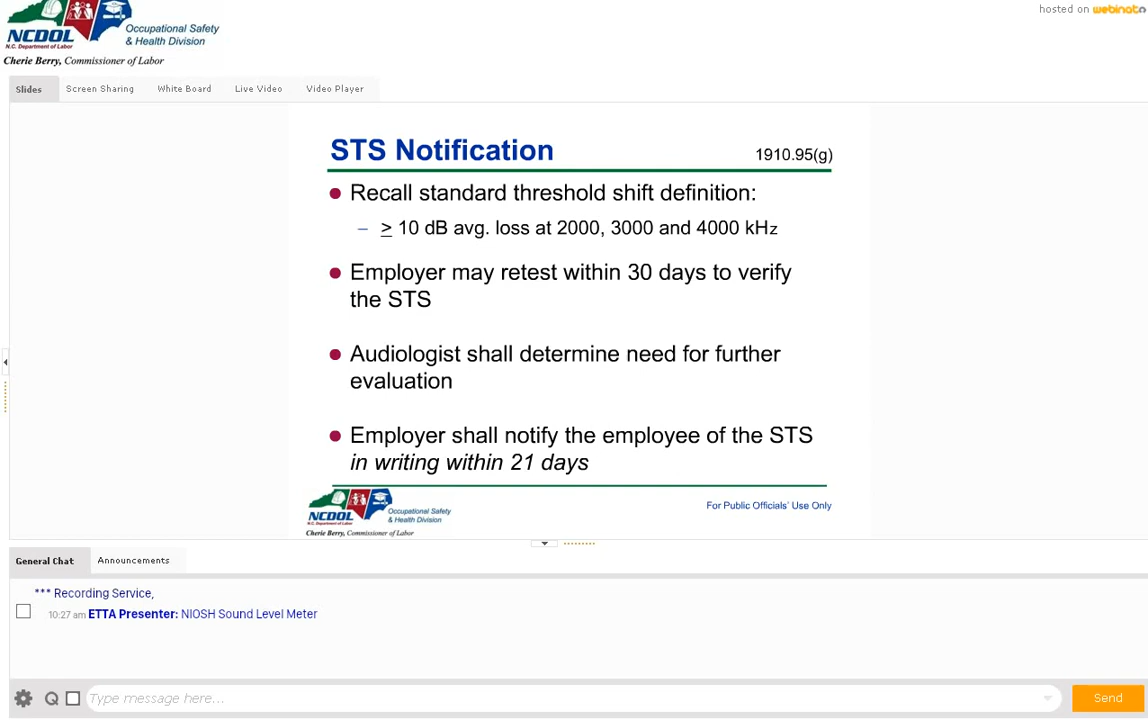 hosted on webinato
NCDOL
N.C. Department of Labor
Occupational Safety
& Health Division
Cherie Berry, Commissioner of Labor
Slides Screen Sharing White Board Live Video Video Player
STS Notification 1910.95(g)
Recall standard threshold shift definition:
– ≥ 10 dB avg. loss at 2000, 3000 and 4000 kHz
Employer may retest within 30 days to verify
the STS
Audiologist shall determine need for further
evaluation
Employer shall notify the employee of the STS
in writing within 21 days
NCDOL
N.C. Department of Labor
Occupational Safety
& Health Division
Cherie Berry, Commissioner of Labor
For Public Officials' Use Only
General Chat Announcements
*** Recording Service,
10:27 am ETTA Presenter: NIOSH Sound Level Meter
Q Type message here... Send